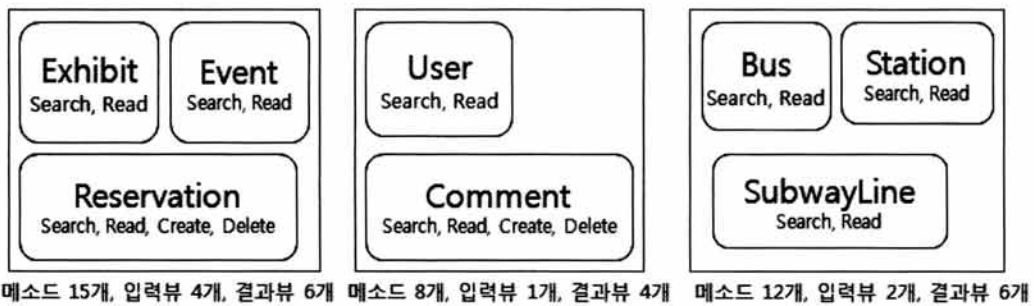 Exhibit
Search, Read
Event
Search, Read
Reservation
Search, Read, Create, Delete
메소드 15개, 입력뷰 4개, 결과뷰 6개
User
Search, Read
Comment
Search, Read, Create, Delete
메소드 8개, 입력뷰 1개, 결과뷰 4개
Bus
Search, Read
Station
Search, Read
SubwayLine
Search, Read
메소드 12개, 입력뷰 2개, 결과뷰 6개